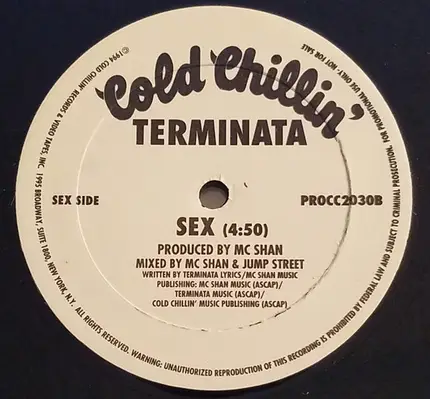 Cold Chillin'
TERMINATA
SEX SIDE
PROCC2030B
SEX (4:50)
PRODUCED BY MC SHAN
MIXED BY MC SHAN & JUMP STREET
WRITTEN BY TERMINATA LYRICS/MC SHAN MUSIC
PUBLISHING: MC SHAN MUSIC (ASCAP)/
TERMINATA MUSIC (ASCAP)/
COLD CHILLIN' MUSIC PUBLISHING (ASCAP)
©1994 COLD CHILLIN' RECORDS & VIDEO TAPES, INC. 1995 BROADWAY, SUITE 1800, NEW YORK, N.Y. ALL RIGHTS RESERVED. WARNING: UNAUTHORIZED REPRODUCTION OF THIS RECORDING IS PROHIBITED BY FEDERAL LAW AND SUBJECT TO CRIMINAL PROSECUTION. FOR PROMOTIONAL USE ONLY-NOT FOR SALE